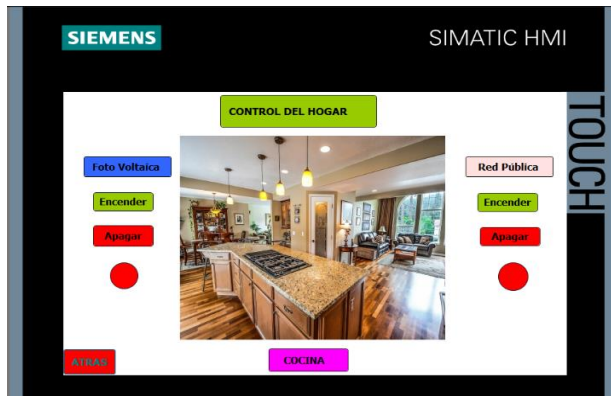 SIEMENS
SIMATIC HMI
TOUCH
CONTROL DEL HOGAR
Foto Voltaica
Red Pública
Encender
Encender
Apagar
Apagar
ATRAS
COCINA